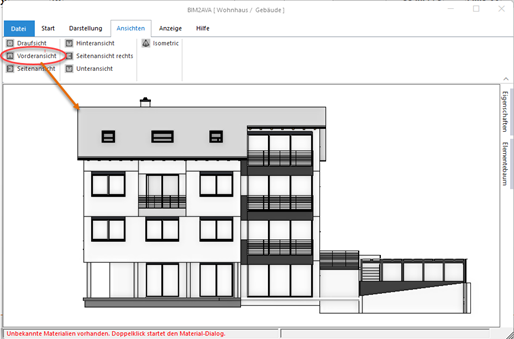 BIM2AVA [ Wohnhaus / Gebäude ]
Datei Start Darstellung Ansichten Anzeige Hilfe
Draufsicht Hinteransicht Isometric
Vorderansicht Seitenansicht rechts
Seitenansicht Unteransicht
Eigenschaften
Elementebaum
Unbekannte Materialien vorhanden. Doppelklick startet den Material-Dialog.